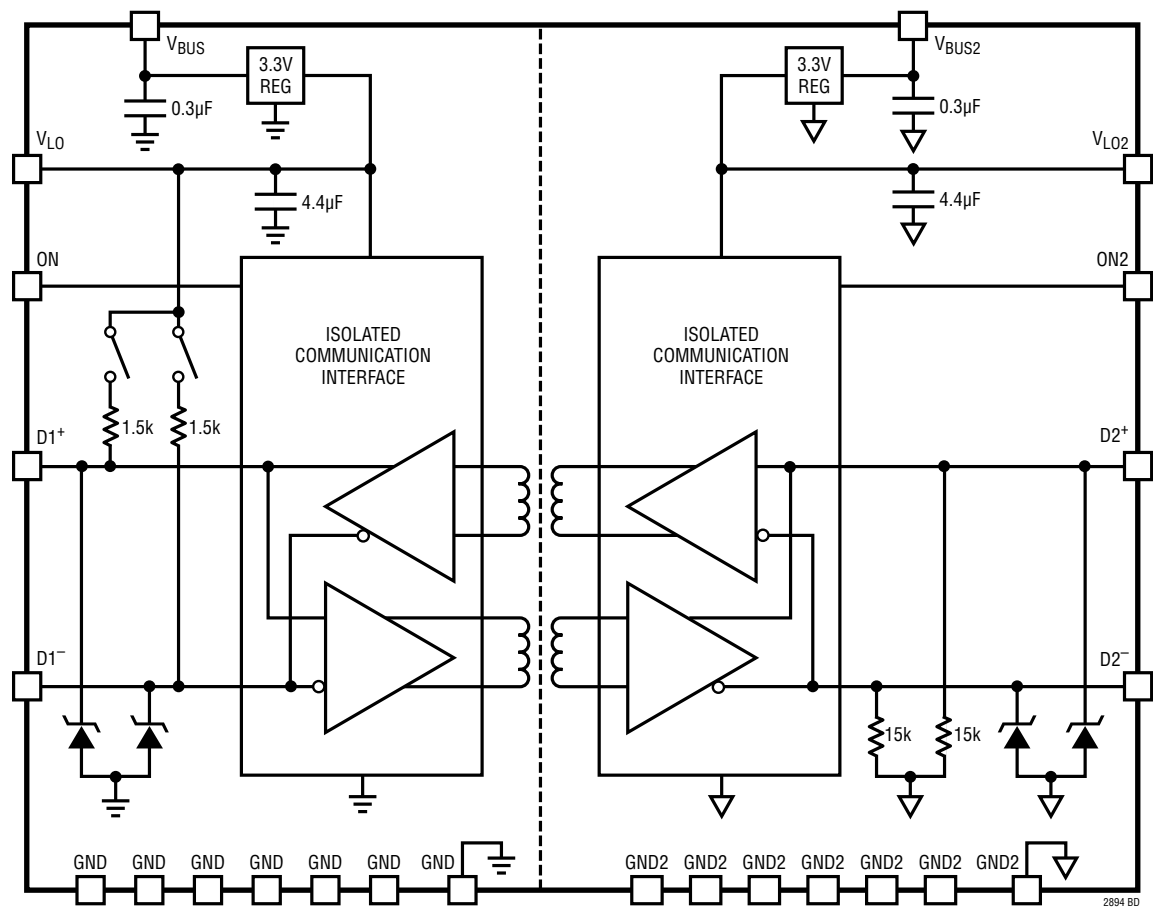 VBUS
3.3V
REG
0.3µF
VLO
4.4µF
ON
ISOLATED
COMMUNICATION
INTERFACE
1.5k
1.5k
D1+
D1−
GND
GND
GND
GND
GND
GND
GND
VBUS2
3.3V
REG
0.3µF
VLO2
4.4µF
ON2
ISOLATED
COMMUNICATION
INTERFACE
D2+
D2−
15k
15k
GND2
GND2
GND2
GND2
GND2
GND2
GND2
2894 BD